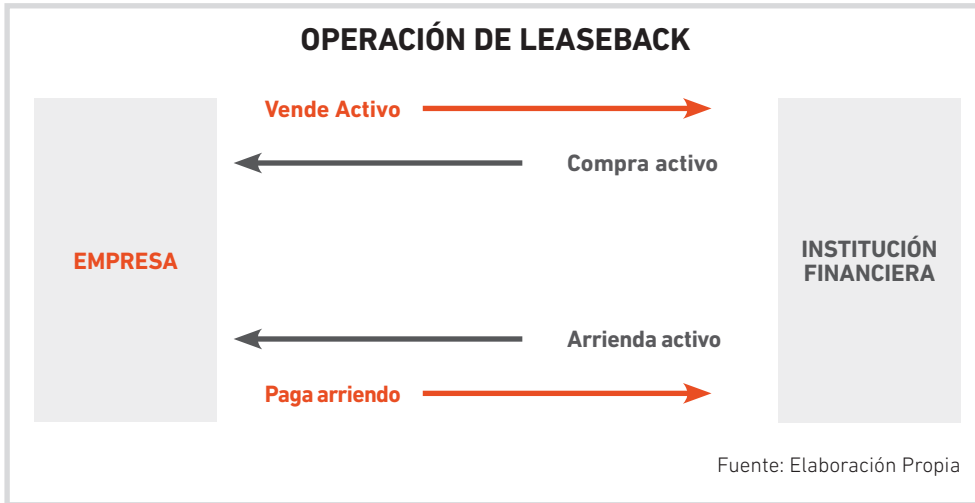 OPERACIÓN DE LEASEBACK
Vende Activo
Compra activo
EMPRESA
INSTITUCIÓN
FINANCIERA
Arrienda activo
Paga arriendo
Fuente: Elaboración Propia